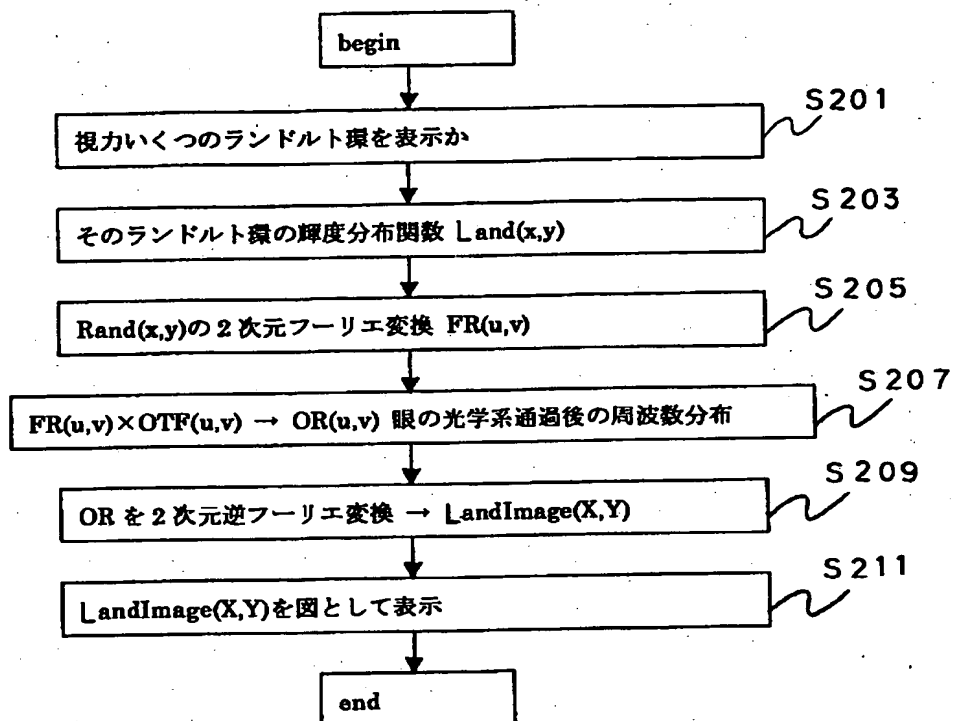 begin
S201
視力いくつのランドルト環を表示か
S203
そのランドルト環の輝度分布関数 Land(x,y)
S205
Rand(x,y)の2次元フーリエ変換 FR(u,v)
S207
FR(u,v)×OTF(u,v) → OR(u,v) 眼の光学系通過後の周波数分布
S209
ORを2次元逆フーリエ変換 → LandImage(X,Y)
S211
LandImage(X,Y)を図として表示
end